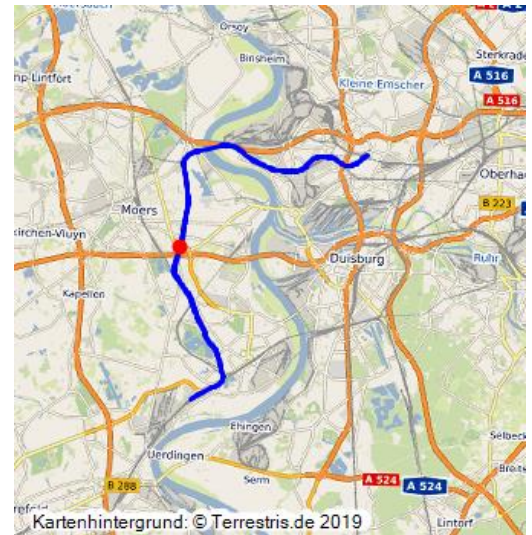 Orsoy
Binsheim
Sterkrade
mp-Lintfort
A 516
Kleine Emscher
A 516
Oberhau
B 223
Moers
kirchen-Vluyn
Duisburg
Ruhr
Kapellen
Ehingen
Uerdingen
Selbeck
B 288
Serm
A 524
A 524
Breits
refeld
Lintorf
Kartenhintergrund: © Terrestris.de 2019